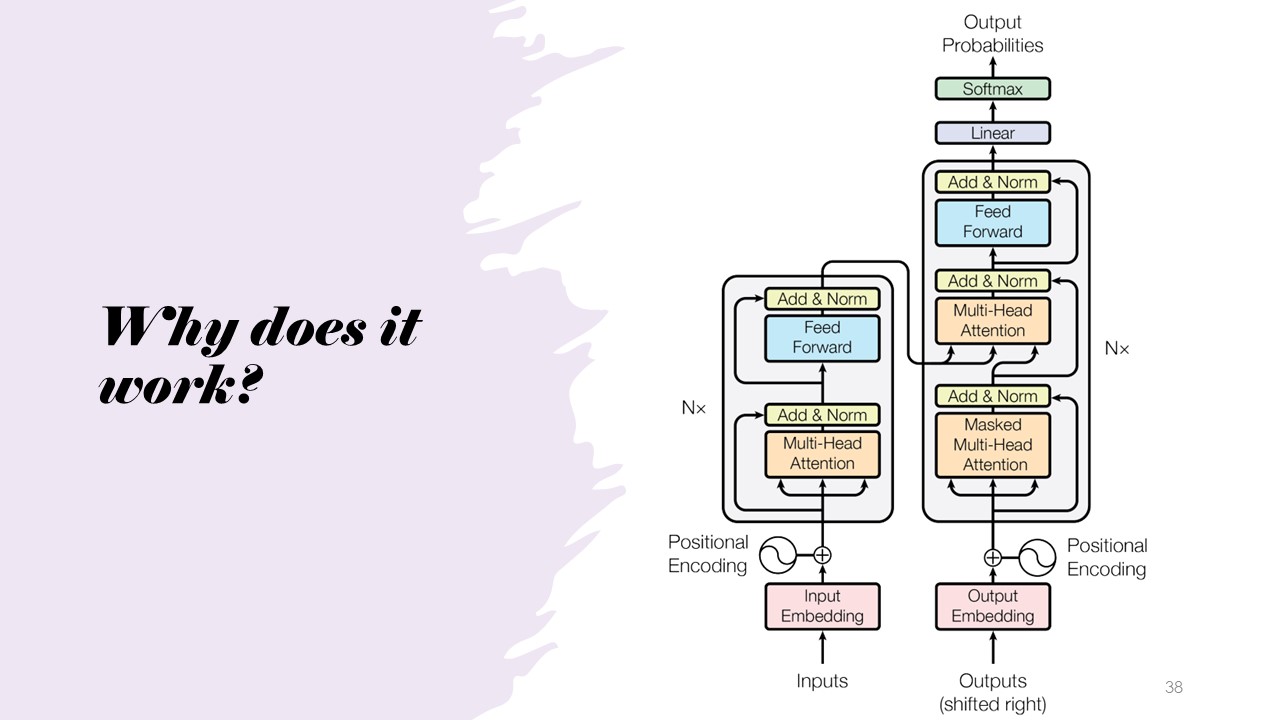 Why does it
work?
Output
Probabilities
Softmax
Linear
Add & Norm
Feed
Forward
Add & Norm
Multi-Head
Attention
Add & Norm
Masked
Multi-Head
Attention
N×
Positional
Encoding
Output
Embedding
Outputs
(shifted right)
Add & Norm
Feed
Forward
Add & Norm
Multi-Head
Attention
N×
Positional
Encoding
Input
Embedding
Inputs
38